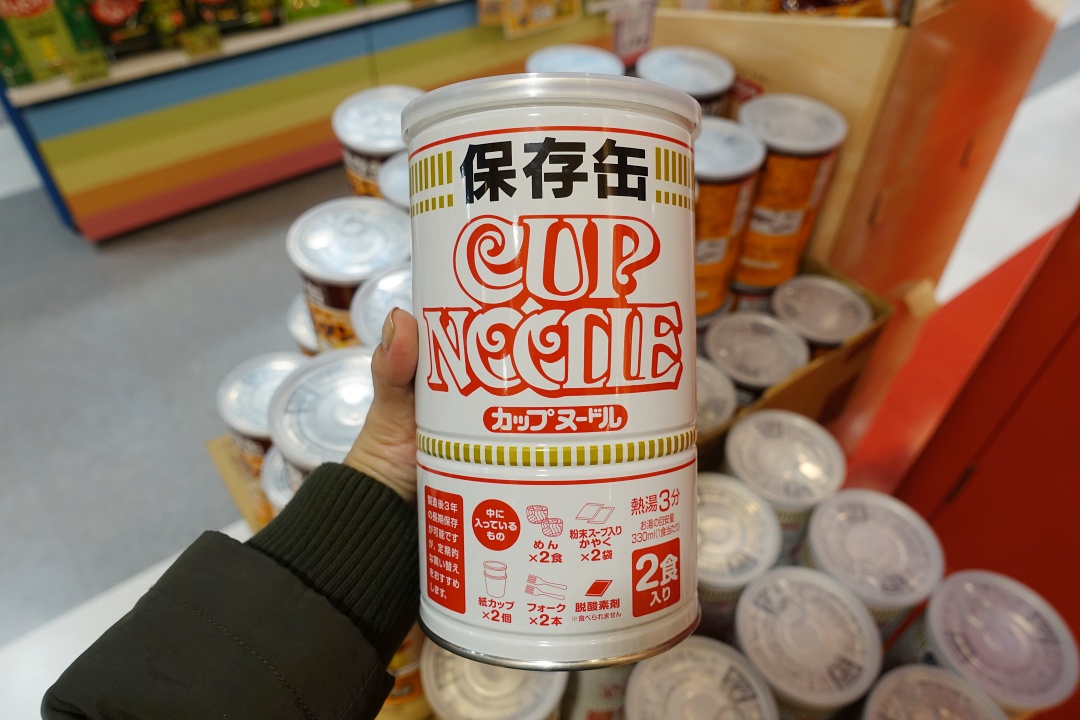 保存缶
CUP
NOODLE
カップヌードル
製造後3年
の長期保存
が可能です
が、定期的
な買い替え
をおすすめ
します。
中に
入っている
もの
めん
×2食
粉末スープ入り
かやく
×2袋
熱湯3分
お湯の目安量
330ml(1食当たり)
紙カップ
×2個
フォーク
×2本
脱酸素剤
※食べられません
2食
入り